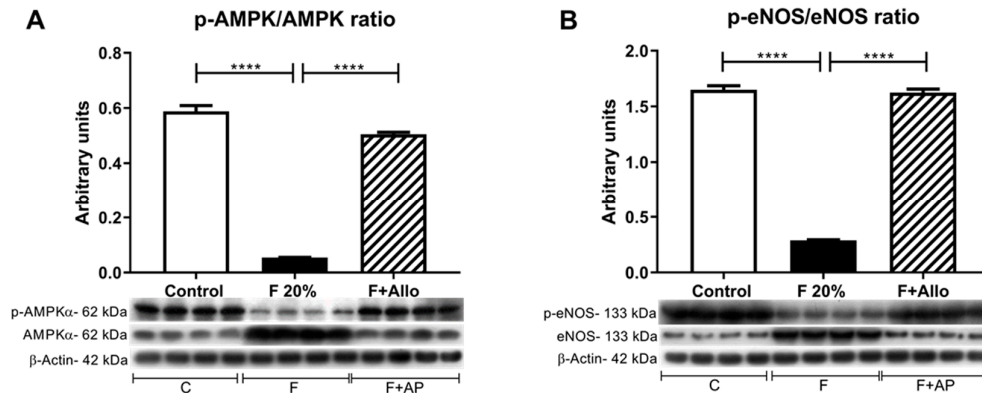 A
p-AMPK/AMPK ratio
0.8
0.6
0.4
0.2
0.0
Arbitrary units
****
****
Control
F 20%
F+Allo
p-AMPKα- 62 kDa
AMPKα- 62 kDa
β-Actin- 42 kDa
C
F
F+AP
B
p-eNOS/eNOS ratio
2.0
1.5
1.0
0.5
0.0
Arbitrary units
****
****
Control
F 20%
F+Allo
p-eNOS- 133 kDa
eNOS- 133 kDa
β-Actin- 42 kDa
C
F
F+AP